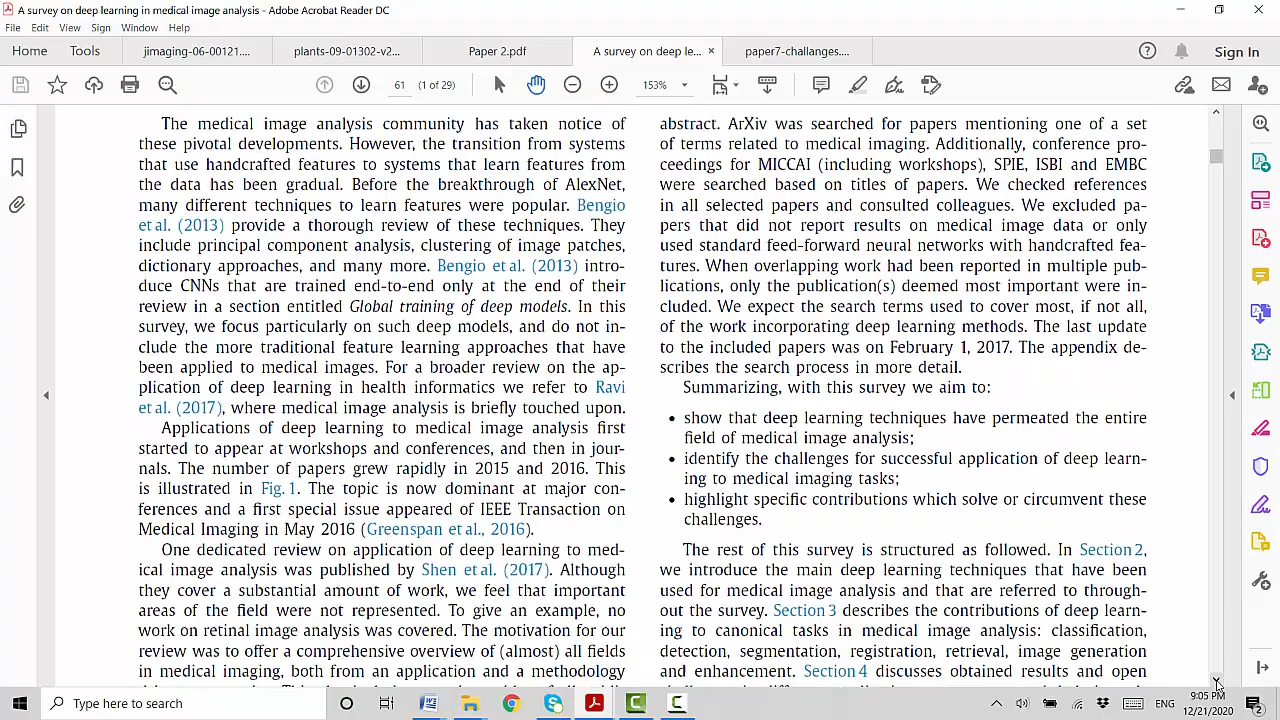 A survey on deep learning in medical image analysis - Adobe Acrobat Reader DC
File Edit View Sign Window Help
Home Tools jimaging-06-00121.... plants-09-01302-v2... Paper 2.pdf A survey on deep le... × paper7-challanges.... Sign In
61 (1 of 29) 153%
The medical image analysis community has taken notice of
these pivotal developments. However, the transition from systems
that use handcrafted features to systems that learn features from
the data has been gradual. Before the breakthrough of AlexNet,
many different techniques to learn features were popular. Bengio
et al. (2013) provide a thorough review of these techniques. They
include principal component analysis, clustering of image patches,
dictionary approaches, and many more. Bengio et al. (2013) intro-
duce CNNs that are trained end-to-end only at the end of their
review in a section entitled Global training of deep models. In this
survey, we focus particularly on such deep models, and do not in-
clude the more traditional feature learning approaches that have
been applied to medical images. For a broader review on the ap-
plication of deep learning in health informatics we refer to Ravi
et al. (2017), where medical image analysis is briefly touched upon.
Applications of deep learning to medical image analysis first
started to appear at workshops and conferences, and then in jour-
nals. The number of papers grew rapidly in 2015 and 2016. This
is illustrated in Fig. 1. The topic is now dominant at major con-
ferences and a first special issue appeared of IEEE Transaction on
Medical Imaging in May 2016 (Greenspan et al., 2016).
One dedicated review on application of deep learning to med-
ical image analysis was published by Shen et al. (2017). Although
they cover a substantial amount of work, we feel that important
areas of the field were not represented. To give an example, no
work on retinal image analysis was covered. The motivation for our
review was to offer a comprehensive overview of (almost) all fields
in medical imaging, both from an application and a methodology
abstract. ArXiv was searched for papers mentioning one of a set
of terms related to medical imaging. Additionally, conference pro-
ceedings for MICCAI (including workshops), SPIE, ISBI and EMBC
were searched based on titles of papers. We checked references
in all selected papers and consulted colleagues. We excluded pa-
pers that did not report results on medical image data or only
used standard feed-forward neural networks with handcrafted fea-
tures. When overlapping work had been reported in multiple pub-
lications, only the publication(s) deemed most important were in-
cluded. We expect the search terms used to cover most, if not all,
of the work incorporating deep learning methods. The last update
to the included papers was on February 1, 2017. The appendix de-
scribes the search process in more detail.
Summarizing, with this survey we aim to:
• show that deep learning techniques have permeated the entire
field of medical image analysis;
• identify the challenges for successful application of deep learn-
ing to medical imaging tasks;
• highlight specific contributions which solve or circumvent these
challenges.
The rest of this survey is structured as followed. In Section 2,
we introduce the main deep learning techniques that have been
used for medical image analysis and that are referred to through-
out the survey. Section 3 describes the contributions of deep learn-
ing to canonical tasks in medical image analysis: classification,
detection, segmentation, registration, retrieval, image generation
and enhancement. Section 4 discusses obtained results and open
Type here to search
ENG
9:05 PM
12/21/2020
2